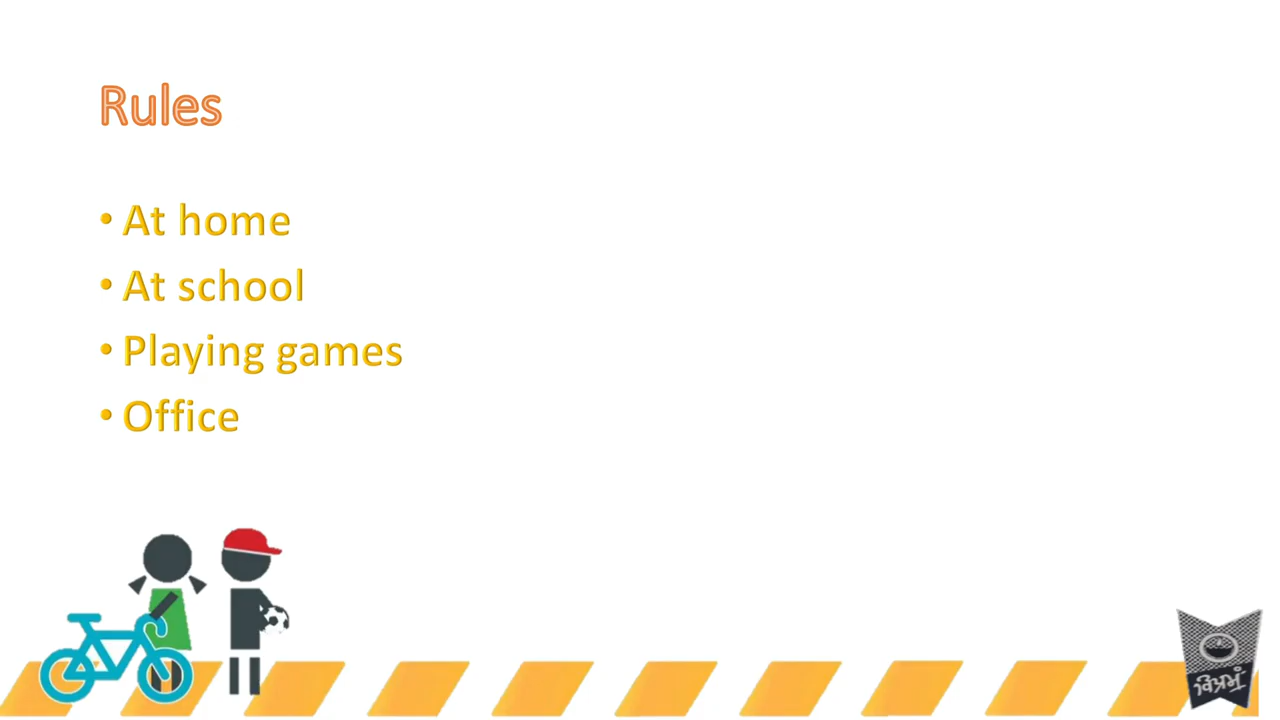 Rules
• At home
• At school
• Playing games
• Office